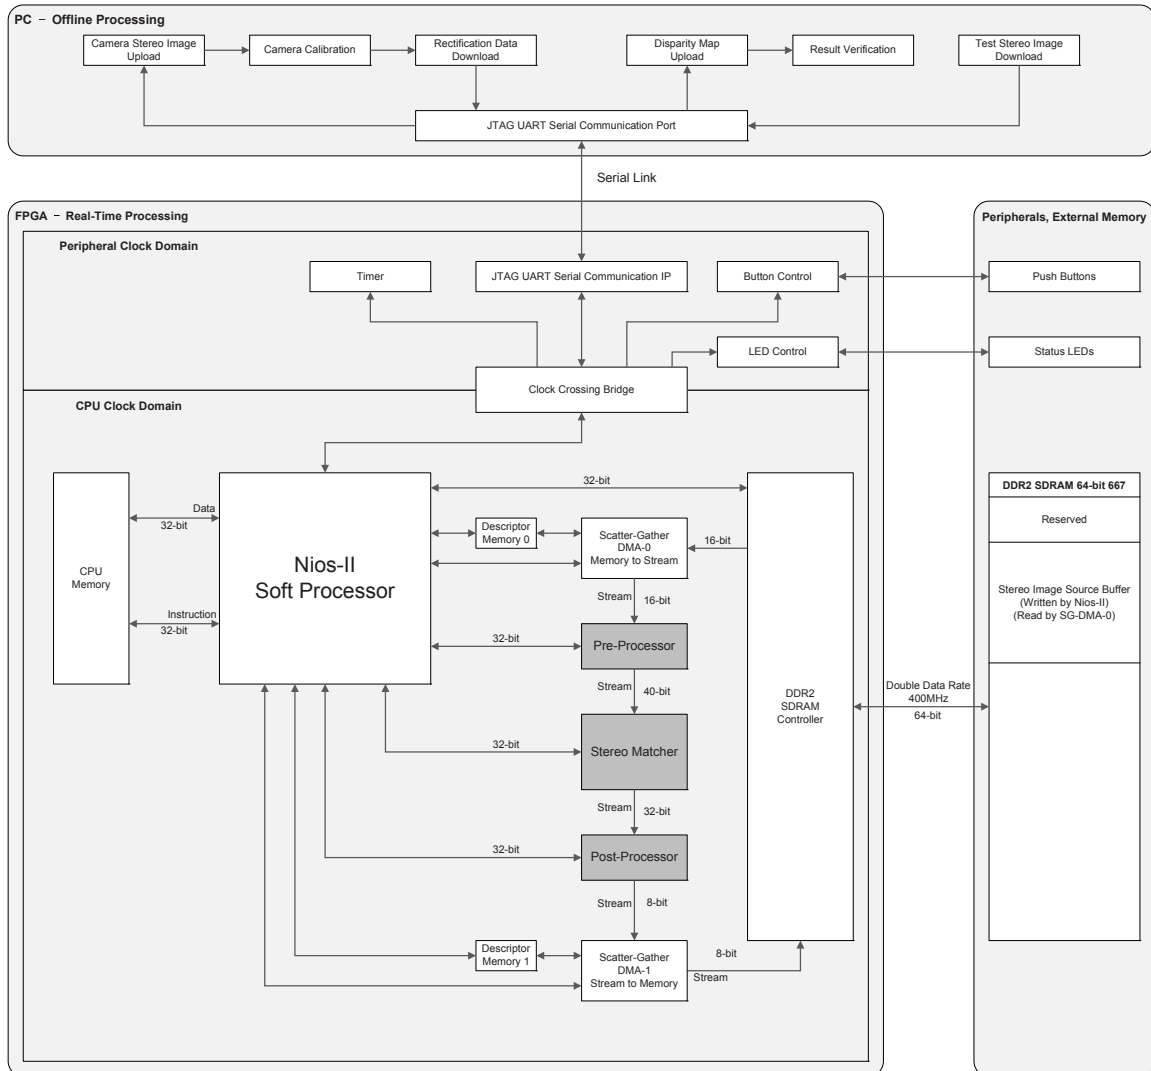 PC – Offline Processing
Camera Stereo Image
Upload
Camera Calibration
Rectification Data
Download
Disparity Map
Upload
Result Verification
Test Stereo Image
Download
JTAG UART Serial Communication Port
Serial Link
FPGA – Real-Time Processing
Peripherals, External Memory
Peripheral Clock Domain
Timer
JTAG UART Serial Communication IP
Button Control
Push Buttons
LED Control
Status LEDs
Clock Crossing Bridge
CPU Clock Domain
CPU
Memory
Data
32-bit
Instruction
32-bit
Nios-II
Soft Processor
32-bit
Descriptor
Memory 0
Scatter-Gather
DMA-0
Memory to Stream
16-bit
Stream
16-bit
32-bit
Pre-Processor
Stream
40-bit
32-bit
Stereo Matcher
Stream
32-bit
32-bit
Post-Processor
Stream
8-bit
Descriptor
Memory 1
Scatter-Gather
DMA-1
Stream to Memory
8-bit
Stream
DDR2
SDRAM
Controller
Double Data Rate
400MHz
64-bit
DDR2 SDRAM 64-bit 667
Reserved
Stereo Image Source Buffer
(Written by Nios-II)
(Read by SG-DMA-0)